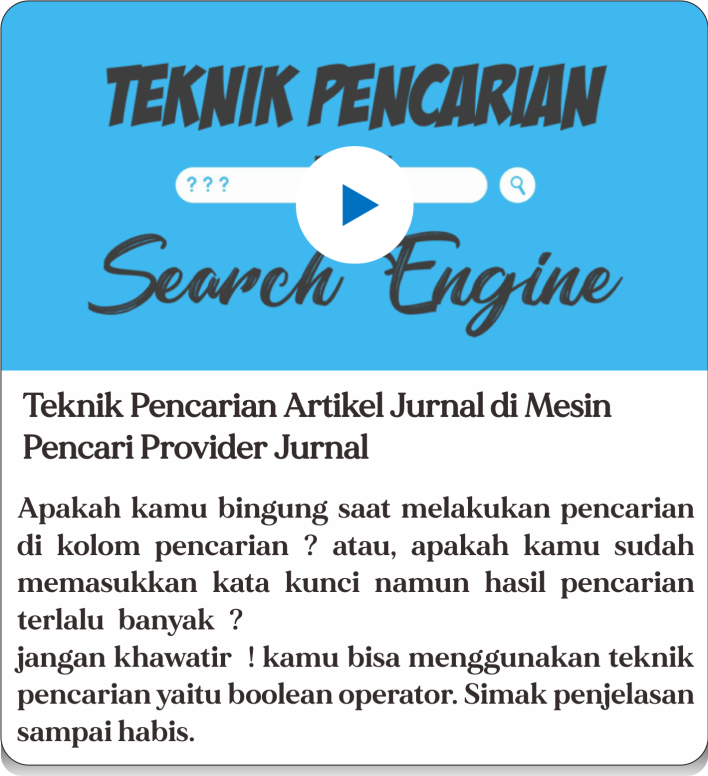 TEKNIK PENCARIAN
? ? ?
Search Engine
Teknik Pencarian Artikel Jurnal di Mesin
Pencari Provider Jurnal
Apakah kamu bingung saat melakukan pencarian
di kolom pencarian ? atau, apakah kamu sudah
memasukkan kata kunci namun hasil pencarian
terlalu banyak ?
jangan khawatir ! kamu bisa menggunakan teknik
pencarian yaitu boolean operator. Simak penjelasan
sampai habis.